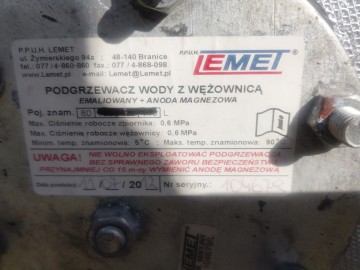 P.P.U.H. LEMET
ul. Żymierskiego 94a 48-140 Branice
tel.: 077 / 4-860-860 fax.: 077 / 4-868-098
www.Lemet.pl e-mail: Lemet@Lemet.pl
P.P.U.H.
LEMET
PODGRZEWACZ WODY Z WĘŻOWNICĄ
EMALIOWANY + ANODA MAGNEZOWA
Poj. znam. 80 L
Max. Ciśnienie robocze zbiornika: 0.6 MPa
Max. Ciśnienie robocze wężownicy: 0.6 MPa
Minim. temp. znamionowa: 5°C Maks. temp. znamionowa: 90°
UWAGA! NIE WOLNO EKSPLOATOWAĆ PODGRZEWACZA
BEZ SPRAWNEGO ZAWORU BEZPIECZEŃSTWA
PRZYNAJMNIEJ CO 15 m-cy WYMIENIĆ ANODĘ MAGNEZOWĄ
Data produkcji / 20 Nr seryjny:
LEMET